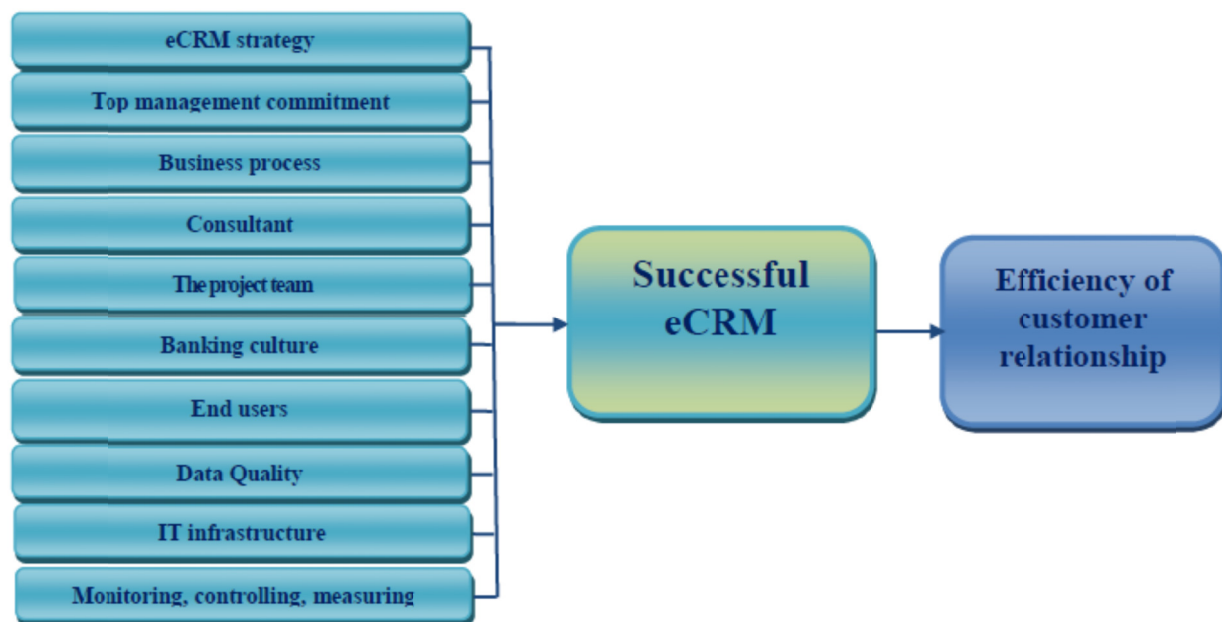 eCRM strategy
Top management commitment
Business process
Consultant
The project team
Banking culture
End users
Data Quality
IT infrastructure
Monitoring, controlling, measuring
Successful
eCRM
Efficiency of
customer
relationship